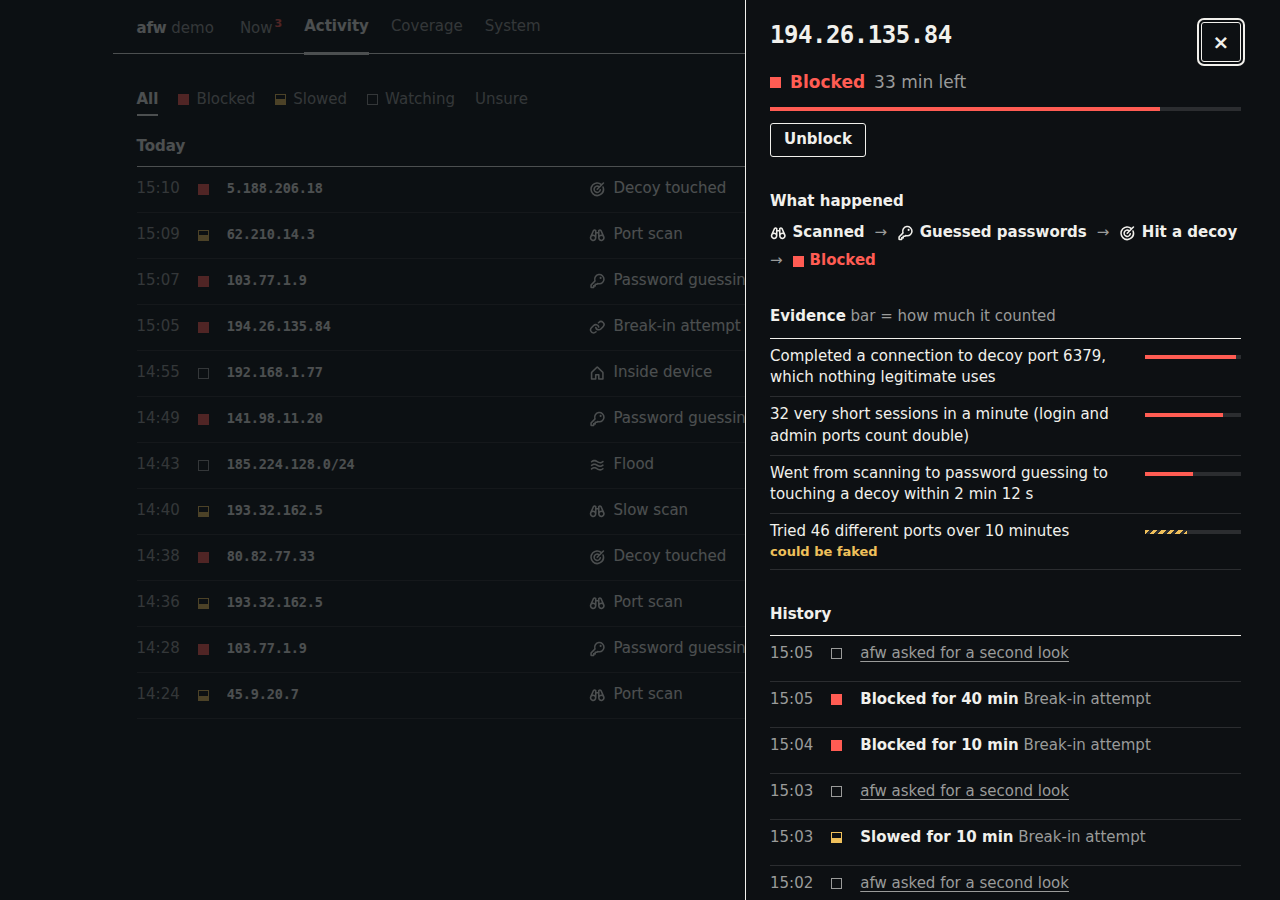 afw demo Now 3 Activity Coverage System
All Blocked Slowed Watching Unsure
Today
15:10 5.188.206.18 Decoy touched
15:09 62.210.14.3 Port scan
15:07 103.77.1.9 Password guessin
15:05 194.26.135.84 Break-in attempt
14:55 192.168.1.77 Inside device
14:49 141.98.11.20 Password guessin
14:43 185.224.128.0/24 Flood
14:40 193.32.162.5 Slow scan
14:38 80.82.77.33 Decoy touched
14:36 193.32.162.5 Port scan
14:28 103.77.1.9 Password guessin
14:24 45.9.20.7 Port scan
194.26.135.84
×
Blocked 33 min left
Unblock
What happened
Scanned → Guessed passwords → Hit a decoy
→ Blocked
Evidence bar = how much it counted
Completed a connection to decoy port 6379,
which nothing legitimate uses
32 very short sessions in a minute (login and
admin ports count double)
Went from scanning to password guessing to
touching a decoy within 2 min 12 s
Tried 46 different ports over 10 minutes
could be faked
History
15:05 afw asked for a second look
15:05 Blocked for 40 min Break-in attempt
15:04 Blocked for 10 min Break-in attempt
15:03 afw asked for a second look
15:03 Slowed for 10 min Break-in attempt
15:02 afw asked for a second look